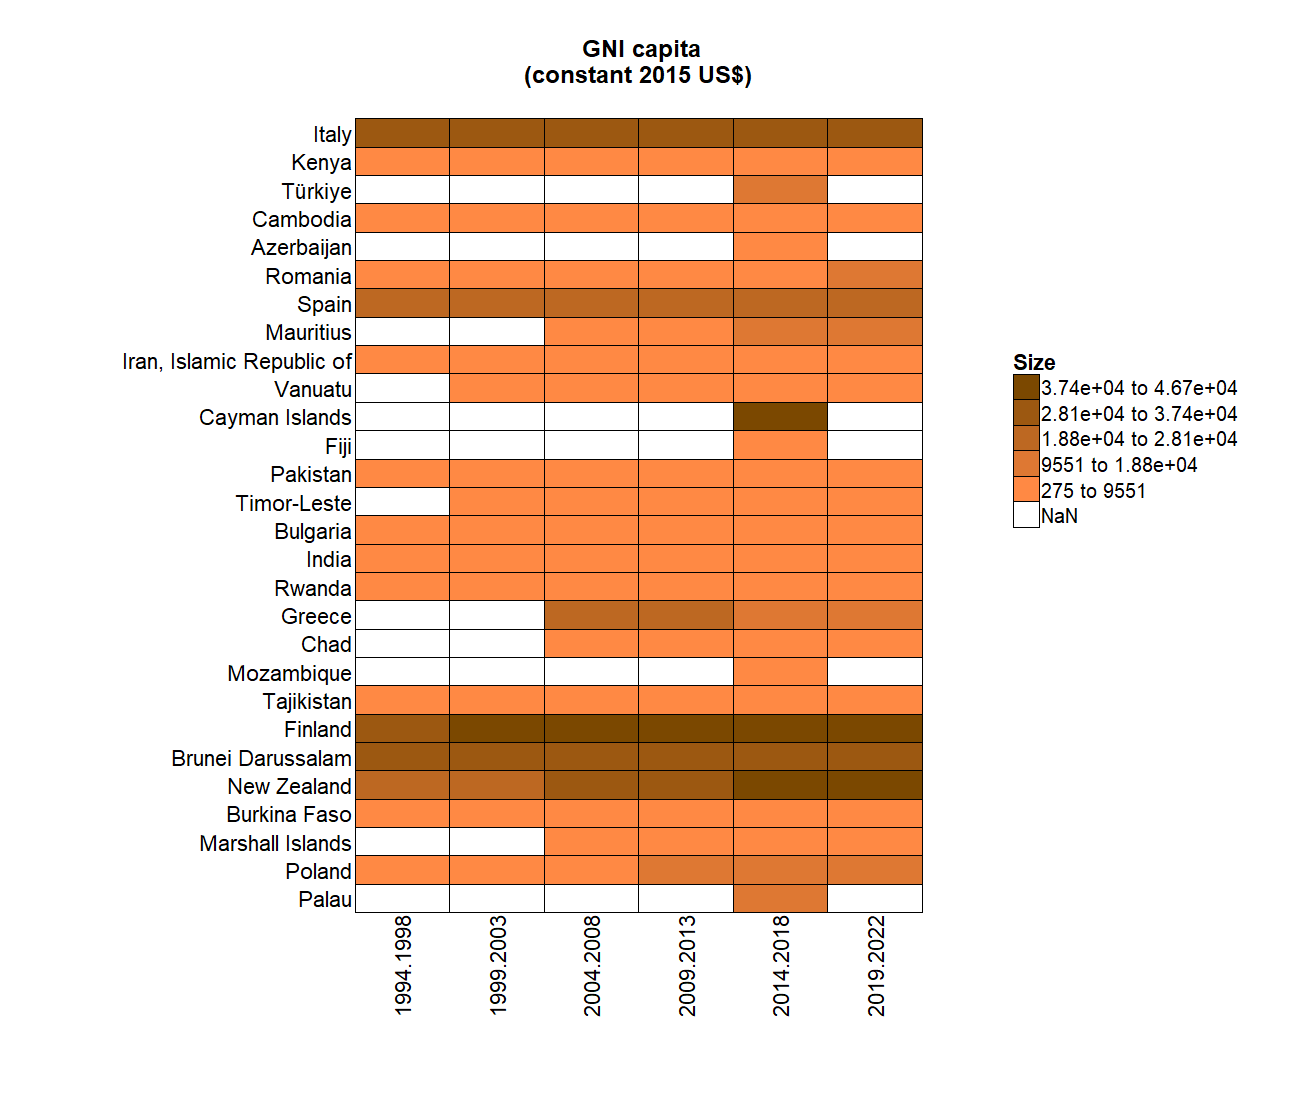 GNI capita
(constant 2015 US$)
Italy
Kenya
Türkiye
Cambodia
Azerbaijan
Romania
Spain
Mauritius
Iran, Islamic Republic of
Vanuatu
Cayman Islands
Fiji
Pakistan
Timor-Leste
Bulgaria
India
Rwanda
Greece
Chad
Mozambique
Tajikistan
Finland
Brunei Darussalam
New Zealand
Burkina Faso
Marshall Islands
Poland
Palau
1994.1998
1999.2003
2004.2008
2009.2013
2014.2018
2019.2022
Size
3.74e+04 to 4.67e+04
2.81e+04 to 3.74e+04
1.88e+04 to 2.81e+04
9551 to 1.88e+04
275 to 9551
NaN